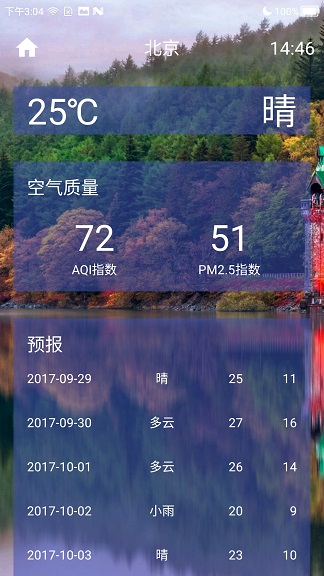 下午3:04 100%
北京 14:46
25℃ 晴
空气质量
72 51
AQI指数 PM2.5指数
预报
2017-09-29 晴 25 11
2017-09-30 多云 27 16
2017-10-01 多云 26 14
2017-10-02 小雨 20 9
2017-10-03 晴 23 10